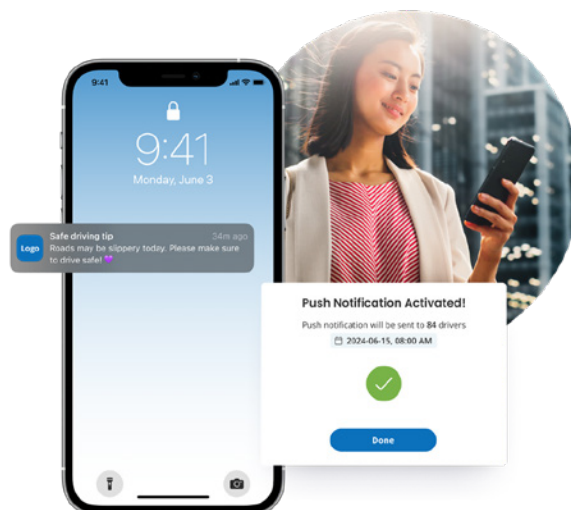 9:41
9:41
Monday, June 3
Logo
Safe driving tip 34m ago
Roads may be slippery today. Please make sure
to drive safe! 💜
Push Notification Activated!
Push notification will be sent to 84 drivers
2024-06-15, 08:00 AM
Done